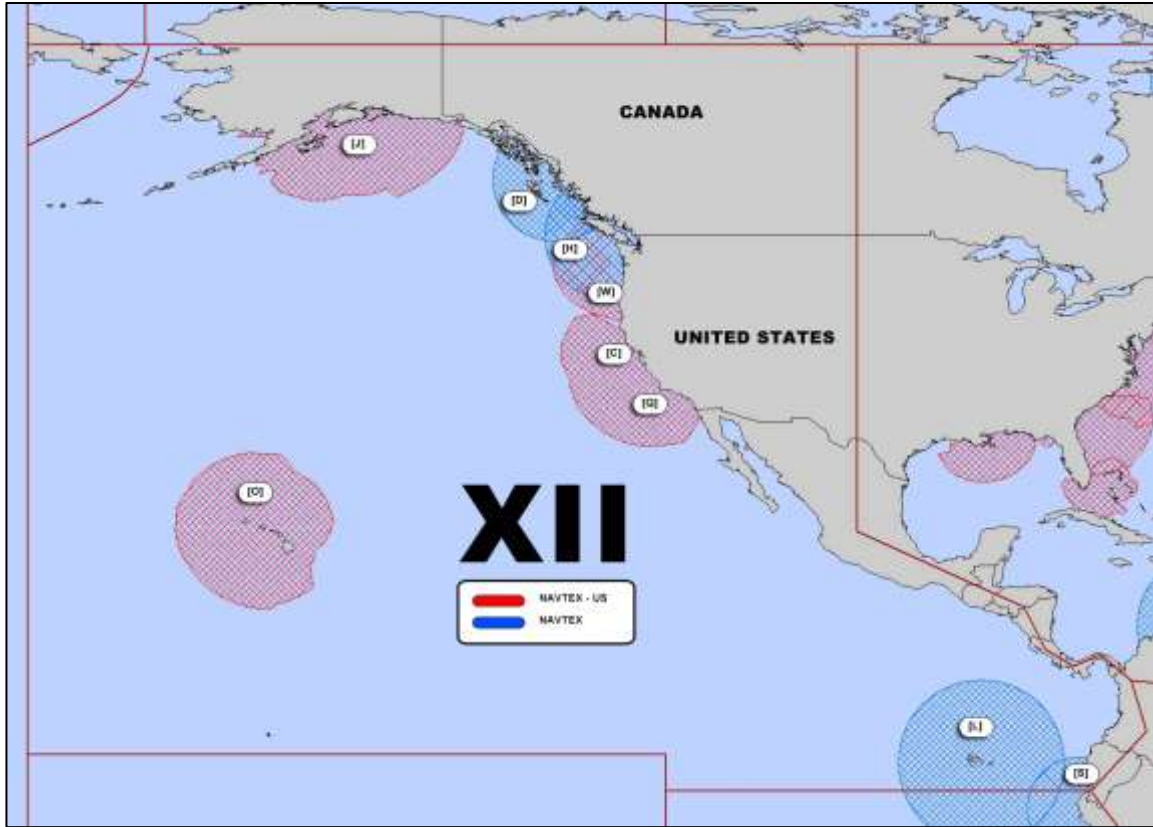 CANADA
[J]
[D]
[H]
[W]
UNITED STATES
[C]
[Q]
[O]
XII
NAVTEX - US
NAVTEX
[L]
[S]